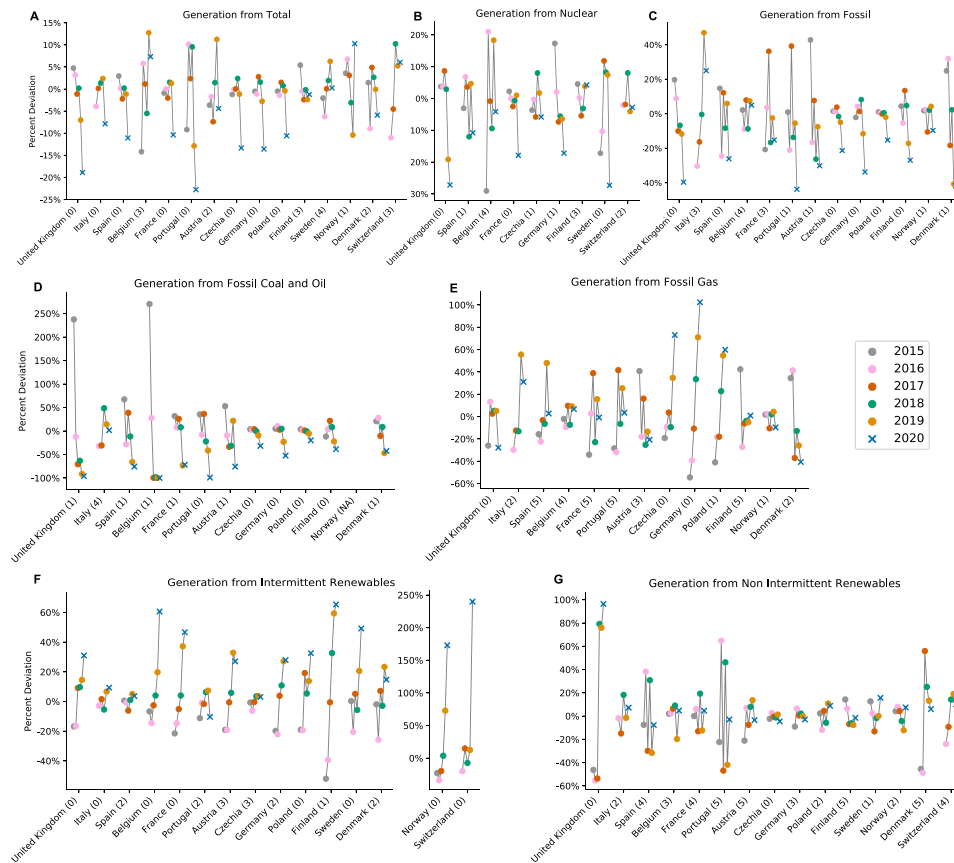 A
Generation from Total
15%
10%
5%
0%
5%
10%
15%
20%
25%
Percent Deviation
United Kingdom (0)
Italy (0)
Spain (0)
Belgium (3)
France (0)
Portugal (0)
Austria (2)
Czechia (0)
Germany (0)
Poland (0)
Finland (3)
Sweden (4)
Norway (1)
Denmark (2)
Switzerland (3)
B
Generation from Nuclear
20%
10%
0%
10%
20%
30%
United Kingdom (0)
Spain (1)
Belgium (4)
France (0)
Czechia (1)
Germany (1)
Finland (3)
Sweden (0)
Switzerland (2)
C
Generation from Fossil
40%
20%
0%
20%
40%
United Kingdom (0)
Italy (3)
Spain (0)
Belgium (4)
France (3)
Portugal (1)
Austria (1)
Czechia (0)
Germany (0)
Poland (0)
Finland (0)
Norway (1)
Denmark (1)
D
Generation from Fossil Coal and Oil
250%
200%
150%
100%
50%
0%
50%
-100%
Percent Deviation
United Kingdom (1)
Italy (4)
Spain (1)
Belgium (1)
France (1)
Portugal (0)
Austria (1)
Czechia (0)
Germany (0)
Poland (0)
Finland (0)
Norway (NA)
Denmark (1)
E
Generation from Fossil Gas
100%
80%
60%
40%
20%
0%
-20%
-40%
-60%
United Kingdom (0)
Italy (2)
Spain (5)
Belgium (4)
France (5)
Portugal (5)
Austria (3)
Czechia (0)
Germany (0)
Poland (1)
Finland (5)
Norway (1)
Denmark (2)
2015
2016
2017
2018
2019
2020
F
Generation from Intermittent Renewables
60%
40%
20%
0%
-20%
-40%
Percent Deviation
United Kingdom (0)
Italy (0)
Spain (2)
Belgium (0)
France (0)
Portugal (2)
Austria (3)
Czechia (3)
Germany (2)
Poland (0)
Finland (1)
Sweden (0)
Denmark (2)
250%
200%
150%
100%
50%
0%
Norway (0)
Switzerland (0)
G
Generation from Non Intermittent Renewables
100%
80%
60%
40%
20%
0%
-20%
-40%
60%
United Kingdom (0)
Italy (2)
Spain (4)
Belgium (3)
France (4)
Portugal (5)
Austria (5)
Czechia (0)
Germany (3)
Poland (2)
Finland (5)
Sweden (1)
Norway (2)
Denmark (5)
Switzerland (4)